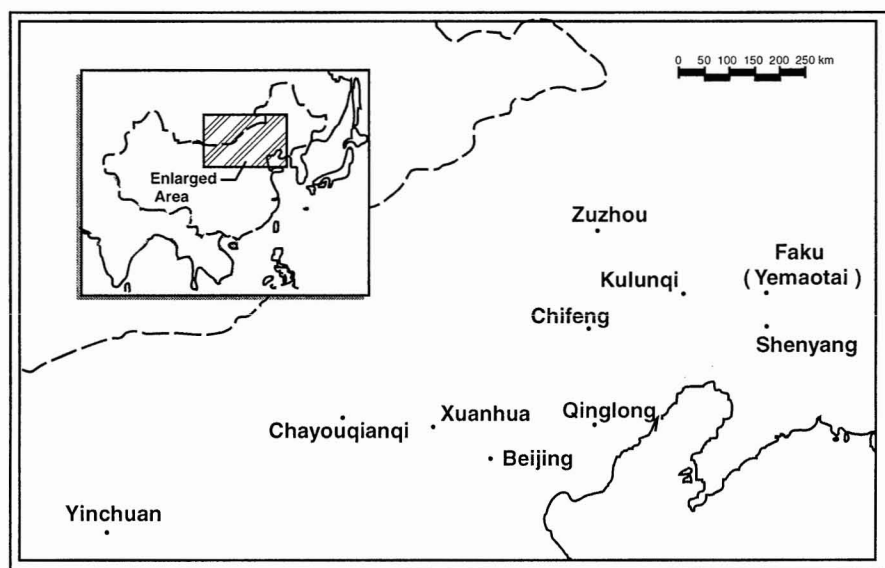 0 50 100 150 200 250 km
Enlarged
Area
Zuzhou
Faku
( Yemaotai )
Kulunqi
Chifeng
Shenyang
Xuanhua
Qinglong
Chayouqianqi
Beijing
Yinchuan